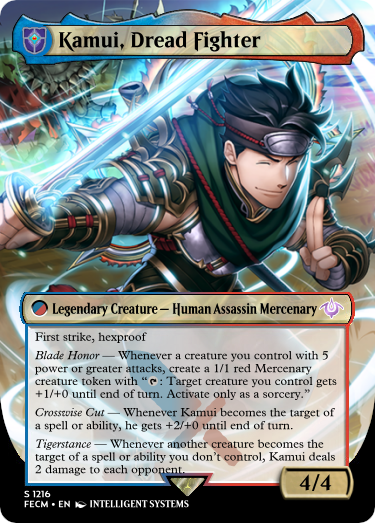 Kamui, Dread Fighter
Legendary Creature — Human Assassin Mercenary
First strike, hexproof
Blade Honor — Whenever a creature you control with 5
power or greater attacks, create a 1/1 red Mercenary
creature token with “: Target creature you control gets
+1/+0 until end of turn. Activate only as a sorcery.”
Crosswise Cut — Whenever Kamui becomes the target of
a spell or ability, he gets +2/+0 until end of turn.
Tigerstance — Whenever another creature becomes the
target of a spell or ability you don’t control, Kamui deals
2 damage to each opponent.
4/4
S 1216
FECM • EN INTELLIGENT SYSTEMS